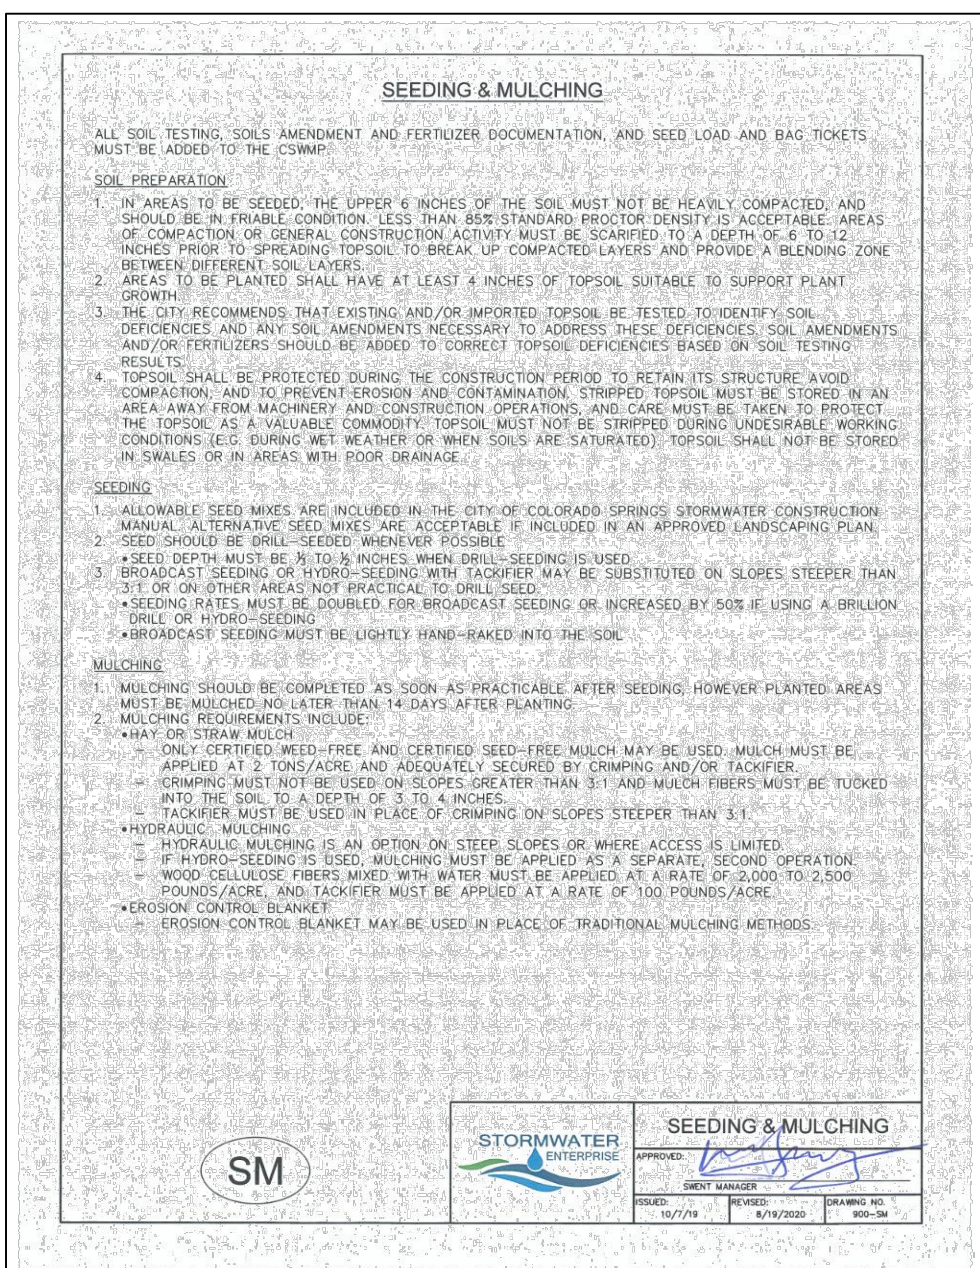 SEEDING & MULCHING
ALL SOIL TESTING, SOILS AMENDMENT AND FERTILIZER DOCUMENTATION, AND SEED LOAD AND BAG TICKETS
MUST BE ADDED TO THE CSWMP.
SOIL PREPARATION
1. IN AREAS TO BE SEEDED, THE UPPER 6 INCHES OF THE SOIL MUST NOT BE HEAVILY COMPACTED, AND
SHOULD BE IN FRIABLE CONDITION. LESS THAN 85% STANDARD PROCTOR DENSITY IS ACCEPTABLE. AREAS
OF COMPACTION OR GENERAL CONSTRUCTION ACTIVITY MUST BE SCARIFIED TO A DEPTH OF 6 TO 12
INCHES PRIOR TO SPREADING TOPSOIL TO BREAK UP COMPACTED LAYERS AND PROVIDE A BLENDING ZONE
BETWEEN DIFFERENT SOIL LAYERS.
2. AREAS TO BE PLANTED SHALL HAVE AT LEAST 4 INCHES OF TOPSOIL SUITABLE TO SUPPORT PLANT
GROWTH.
3. THE CITY RECOMMENDS THAT EXISTING AND/OR IMPORTED TOPSOIL BE TESTED TO IDENTIFY SOIL
DEFICIENCIES AND ANY SOIL AMENDMENTS NECESSARY TO ADDRESS THESE DEFICIENCIES. SOIL AMENDMENTS
AND/OR FERTILIZERS SHOULD BE ADDED TO CORRECT TOPSOIL DEFICIENCIES BASED ON SOIL TESTING
RESULTS.
4. TOPSOIL SHALL BE PROTECTED DURING THE CONSTRUCTION PERIOD TO RETAIN ITS STRUCTURE AVOID
COMPACTION, AND TO PREVENT EROSION AND CONTAMINATION. STRIPPED TOPSOIL MUST BE STORED IN AN
AREA AWAY FROM MACHINERY AND CONSTRUCTION OPERATIONS, AND CARE MUST BE TAKEN TO PROTECT
THE TOPSOIL AS A VALUABLE COMMODITY. TOPSOIL MUST NOT BE STRIPPED DURING UNDESIRABLE WORKING
CONDITIONS (E.G. DURING WET WEATHER OR WHEN SOILS ARE SATURATED). TOPSOIL SHALL NOT BE STORED
IN SWALES OR IN AREAS WITH POOR DRAINAGE.
SEEDING
1. ALLOWABLE SEED MIXES ARE INCLUDED IN THE CITY OF COLORADO SPRINGS STORMWATER CONSTRUCTION
MANUAL. ALTERNATIVE SEED MIXES ARE ACCEPTABLE IF INCLUDED IN AN APPROVED LANDSCAPING PLAN.
2. SEED SHOULD BE DRILL-SEEDED WHENEVER POSSIBLE
•SEED DEPTH MUST BE ⅓ TO ½ INCHES WHEN DRILL-SEEDING IS USED
3. BROADCAST SEEDING OR HYDRO-SEEDING WITH TACKIFIER MAY BE SUBSTITUTED ON SLOPES STEEPER THAN
3:1 OR ON OTHER AREAS NOT PRACTICAL TO DRILL SEED.
•SEEDING RATES MUST BE DOUBLED FOR BROADCAST SEEDING OR INCREASED BY 50% IF USING A BRILLION
DRILL OR HYDRO-SEEDING
•BROADCAST SEEDING MUST BE LIGHTLY HAND-RAKED INTO THE SOIL
MULCHING
1. MULCHING SHOULD BE COMPLETED AS SOON AS PRACTICABLE AFTER SEEDING, HOWEVER PLANTED AREAS
MUST BE MULCHED NO LATER THAN 14 DAYS AFTER PLANTING.
2. MULCHING REQUIREMENTS INCLUDE:
•HAY OR STRAW MULCH
– ONLY CERTIFIED WEED-FREE AND CERTIFIED SEED-FREE MULCH MAY BE USED. MULCH MUST BE
APPLIED AT 2 TONS/ACRE AND ADEQUATELY SECURED BY CRIMPING AND/OR TACKIFIER.
– CRIMPING MUST NOT BE USED ON SLOPES GREATER THAN 3:1 AND MULCH FIBERS MUST BE TUCKED
INTO THE SOIL TO A DEPTH OF 3 TO 4 INCHES.
– TACKIFIER MUST BE USED IN PLACE OF CRIMPING ON SLOPES STEEPER THAN 3:1.
•HYDRAULIC MULCHING
– HYDRAULIC MULCHING IS AN OPTION ON STEEP SLOPES OR WHERE ACCESS IS LIMITED.
– IF HYDRO-SEEDING IS USED, MULCHING MUST BE APPLIED AS A SEPARATE, SECOND OPERATION.
– WOOD CELLULOSE FIBERS MIXED WITH WATER MUST BE APPLIED AT A RATE OF 2,000 TO 2,500
POUNDS/ACRE, AND TACKIFIER MUST BE APPLIED AT A RATE OF 100 POUNDS/ACRE.
•EROSION CONTROL BLANKET
– EROSION CONTROL BLANKET MAY BE USED IN PLACE OF TRADITIONAL MULCHING METHODS.
SM
STORMWATER
ENTERPRISE
SEEDING & MULCHING
APPROVED:
SWENT MANAGER
ISSUED: 10/7/19
REVISED: 8/19/2020
DRAWING NO. 900-SM